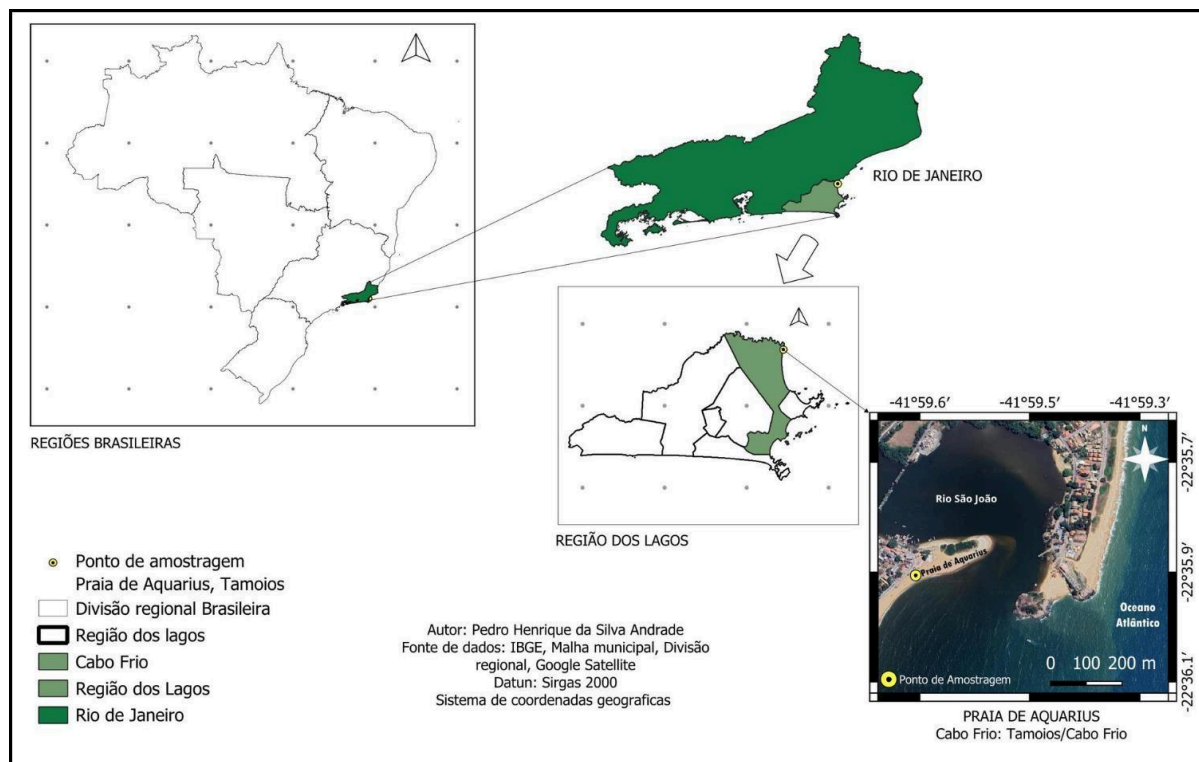 REGIÕES BRASILEIRAS
RIO DE JANEIRO
REGIÃO DOS LAGOS
-41°59.6' -41°59.5' -41°59.3'
-22°35.7'
-22°35.9'
-22°36.1'
N
Rio São João
Praia de Aquarius
Oceano
Atlântico
0 100 200 m
Ponto de Amostragem
PRAIA DE AQUARIUS
Cabo Frio: Tamoios/Cabo Frio
Ponto de amostragem
Praia de Aquarius, Tamoios
Divisão regional Brasileira
Região dos lagos
Cabo Frio
Região dos Lagos
Rio de Janeiro
Autor: Pedro Henrique da Silva Andrade
Fonte de dados: IBGE, Malha municipal, Divisão
regional, Google Satellite
Datun: Sirgas 2000
Sistema de coordenadas geograficas